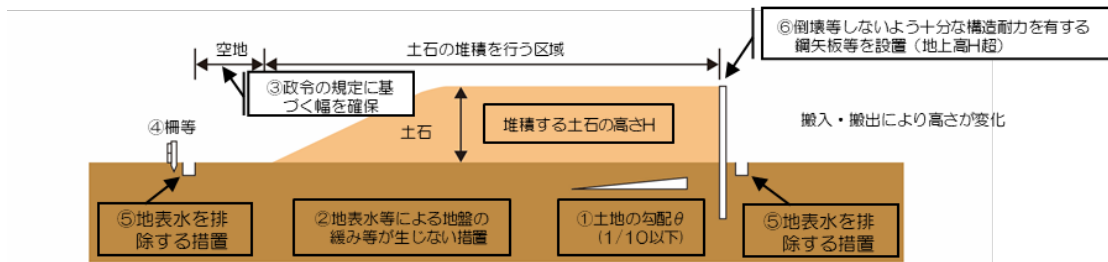 ⑥倒壊等しないよう十分な構造耐力を有する
鋼矢板等を設置（地上高H超）
空地
土石の堆積を行う区域
③政令の規定に基
づく幅を確保
④柵等
土石
堆積する土石の高さH
搬入・搬出により高さが変化
⑤地表水を排
除する措置
②地表水等による地盤の
緩み等が生じない措置
①土地の勾配θ
（1/10以下）
⑤地表水を排
除する措置